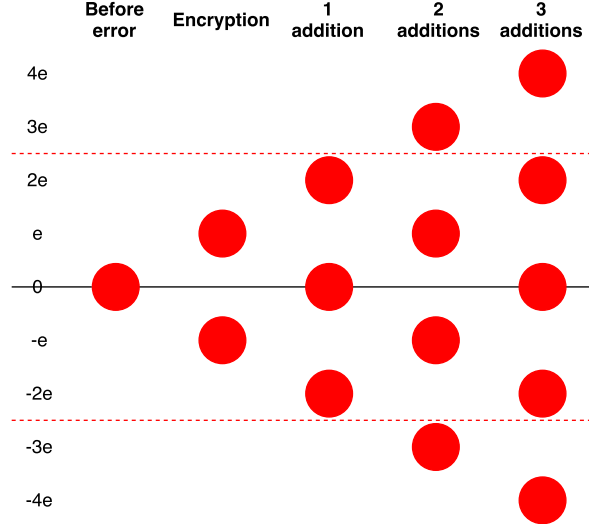 Before
error
Encryption
1
addition
2
additions
3
additions
4e
3e
2e
e
0
-e
-2e
-3e
-4e